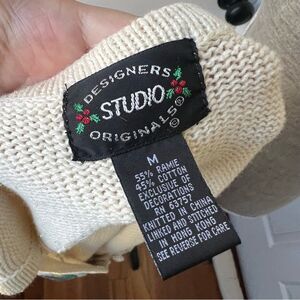 DESIGNERS
STUDIO
ORIGINALS®
M
55% RAMIE
45% COTTON
EXCLUSIVE OF
DECORATIONS
RN 63757
KNITTED IN CHINA
LINKED AND STITCHED
IN HONG KONG
SEE REVERSE FOR CARE